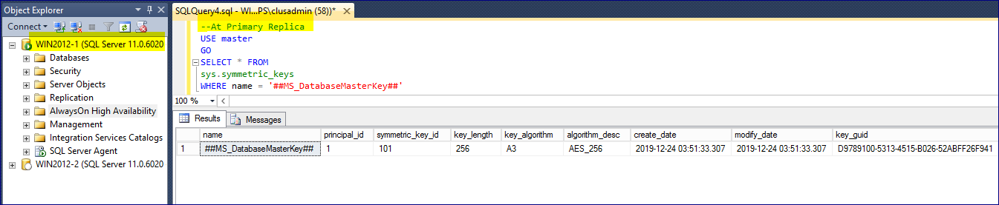 Object Explorer
Connect
WIN2012-1 (SQL Server 11.0.6020
Databases
Security
Server Objects
Replication
AlwaysOn High Availability
Management
Integration Services Catalogs
SQL Server Agent
WIN2012-2 (SQL Server 11.0.6020
SQLQuery4.sql - WI...PS\clusadmin (58))*
--At Primary Replica
USE master
GO
SELECT * FROM
sys.symmetric_keys
WHERE name = '##MS_DatabaseMasterKey##'
100 %
Results Messages
name principal_id symmetric_key_id key_length key_algorithm algorithm_desc create_date modify_date key_guid
1 ##MS_DatabaseMasterKey## 1 101 256 A3 AES_256 2019-12-24 03:51:33.307 2019-12-24 03:51:33.307 D9789100-5313-4515-B026-52ABFF26F941